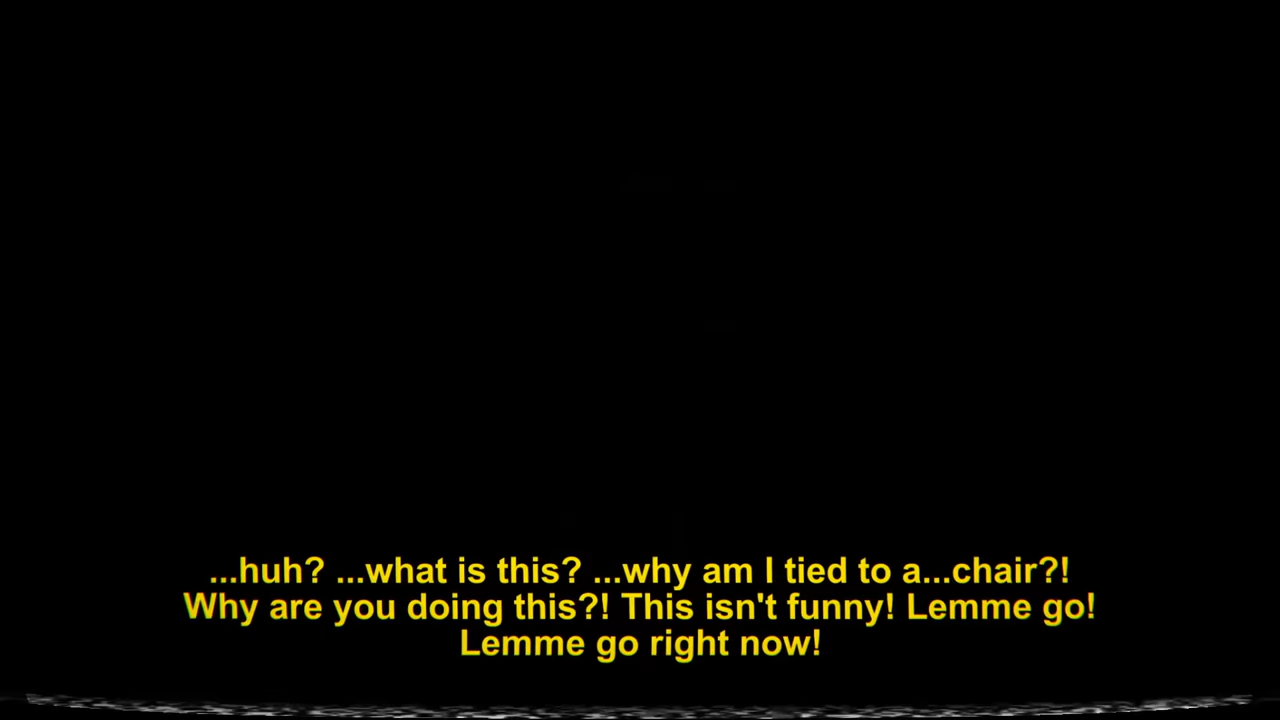 ...huh? ...what is this? ...why am I tied to a...chair?!
Why are you doing this?! This isn't funny! Lemme go!
Lemme go right now!